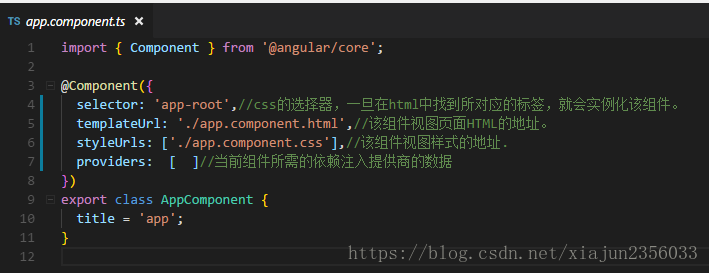 TS app.component.ts ×
1 import { Component } from '@angular/core';
2
3 @Component({
4 selector: 'app-root',//css的选择器，一旦在html中找到所对应的标签，就会实例化该组件。
5 templateUrl: './app.component.html',//该组件视图页面HTML的地址。
6 styleUrls: ['./app.component.css'],//该组件视图样式的地址.
7 providers:  [  ]//当前组件所需的依赖注入提供商的数据
8 })
9 export class AppComponent {
10 title = 'app';
11 }
12
https://blog.csdn.net/xiajun2356033